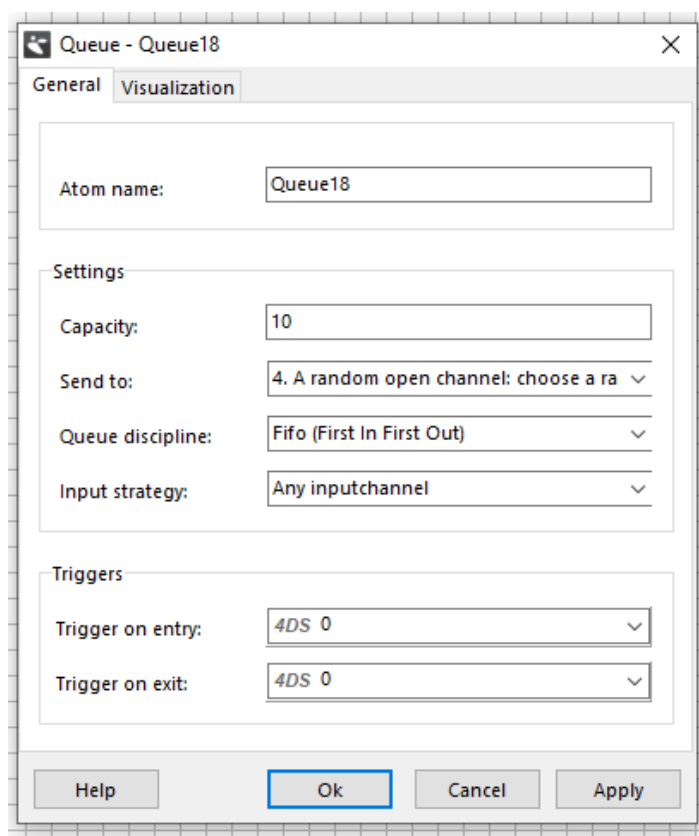 Queue - Queue18
General Visualization
Atom name: Queue18
Settings
Capacity: 10
Send to: 4. A random open channel: choose a ra
Queue discipline: Fifo (First In First Out)
Input strategy: Any inputchannel
Triggers
Trigger on entry: 4DS 0
Trigger on exit: 4DS 0
Help Ok Cancel Apply